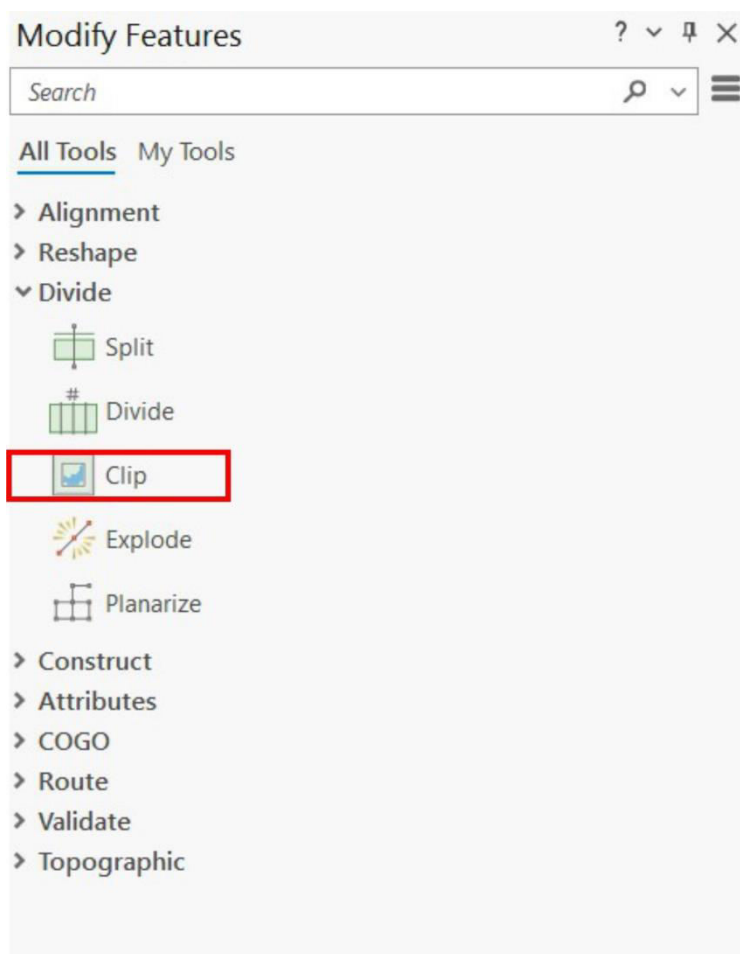 Modify Features ?
Search
All Tools My Tools
Alignment
Reshape
Divide
Split
# Divide
Clip
Explode
Planarize
Construct
Attributes
COGO
Route
Validate
Topographic